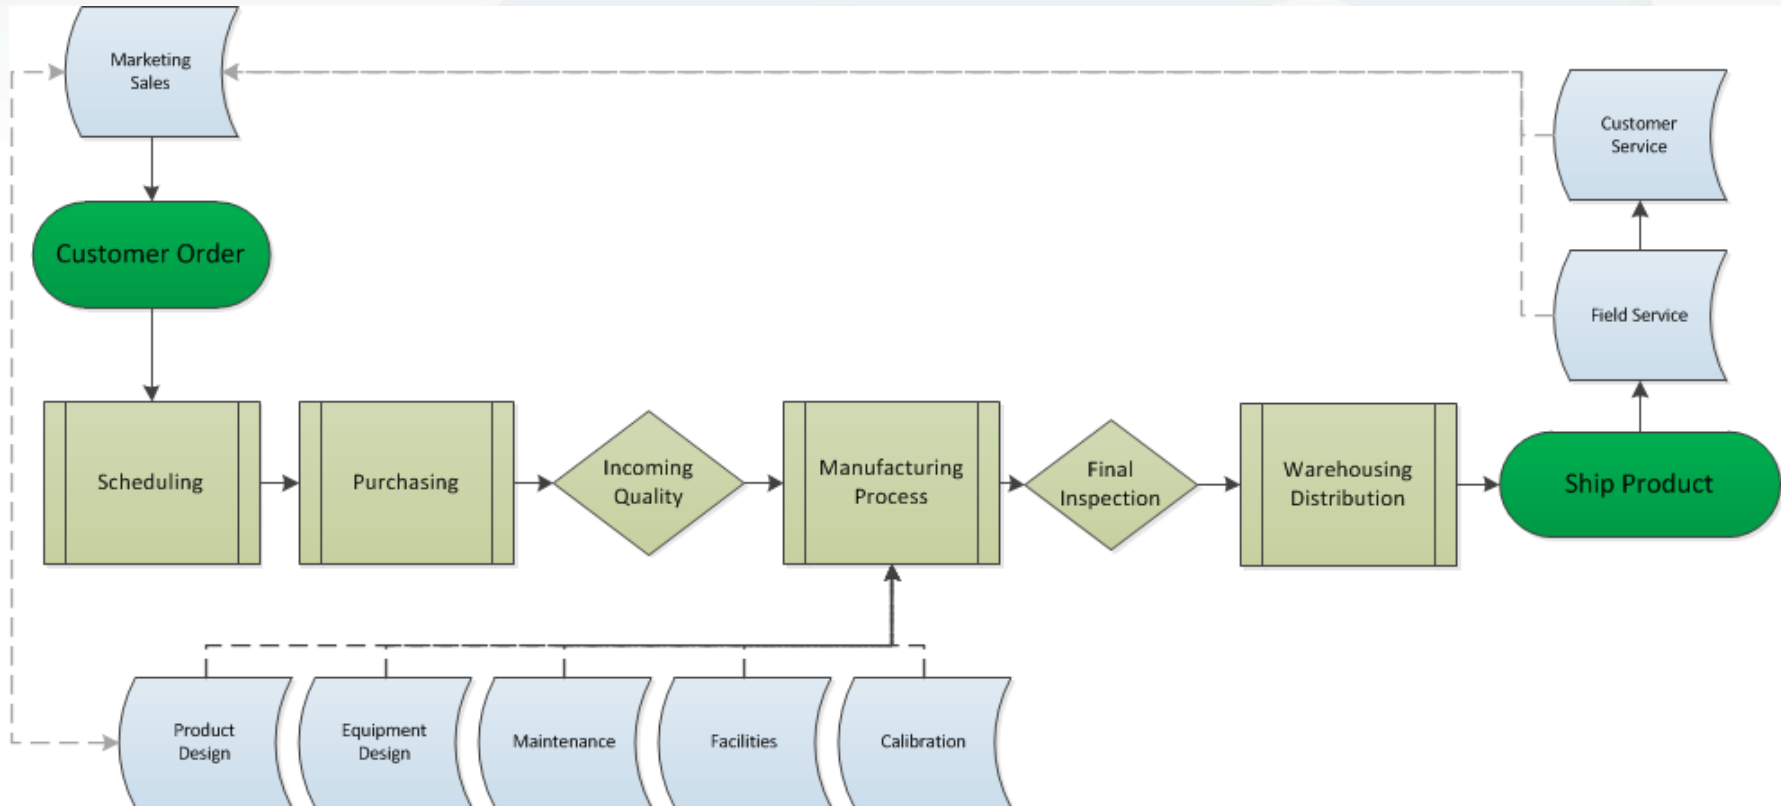 Marketing
Sales
Customer
Service
Customer Order
Field Service
Scheduling
Purchasing
Incoming
Quality
Manufacturing
Process
Final
Inspection
Warehousing
Distribution
Ship Product
Product
Design
Equipment
Design
Maintenance
Facilities
Calibration